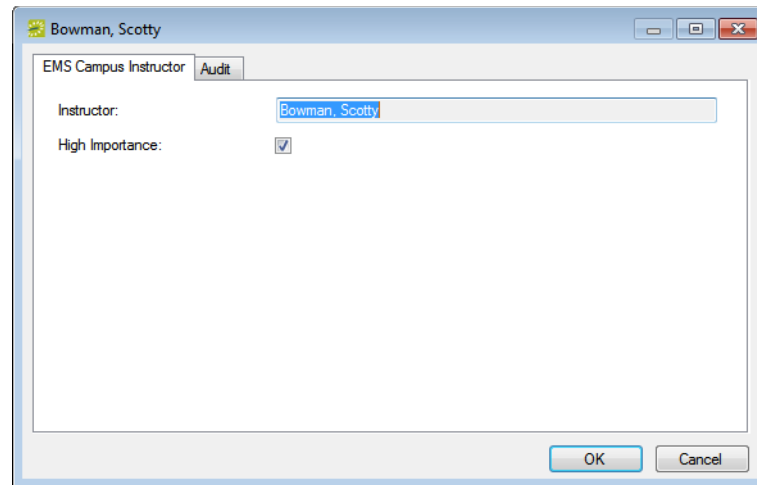 Bowman, Scotty
EMS Campus Instructor Audit
Instructor: Bowman, Scotty
High Importance:
OK Cancel